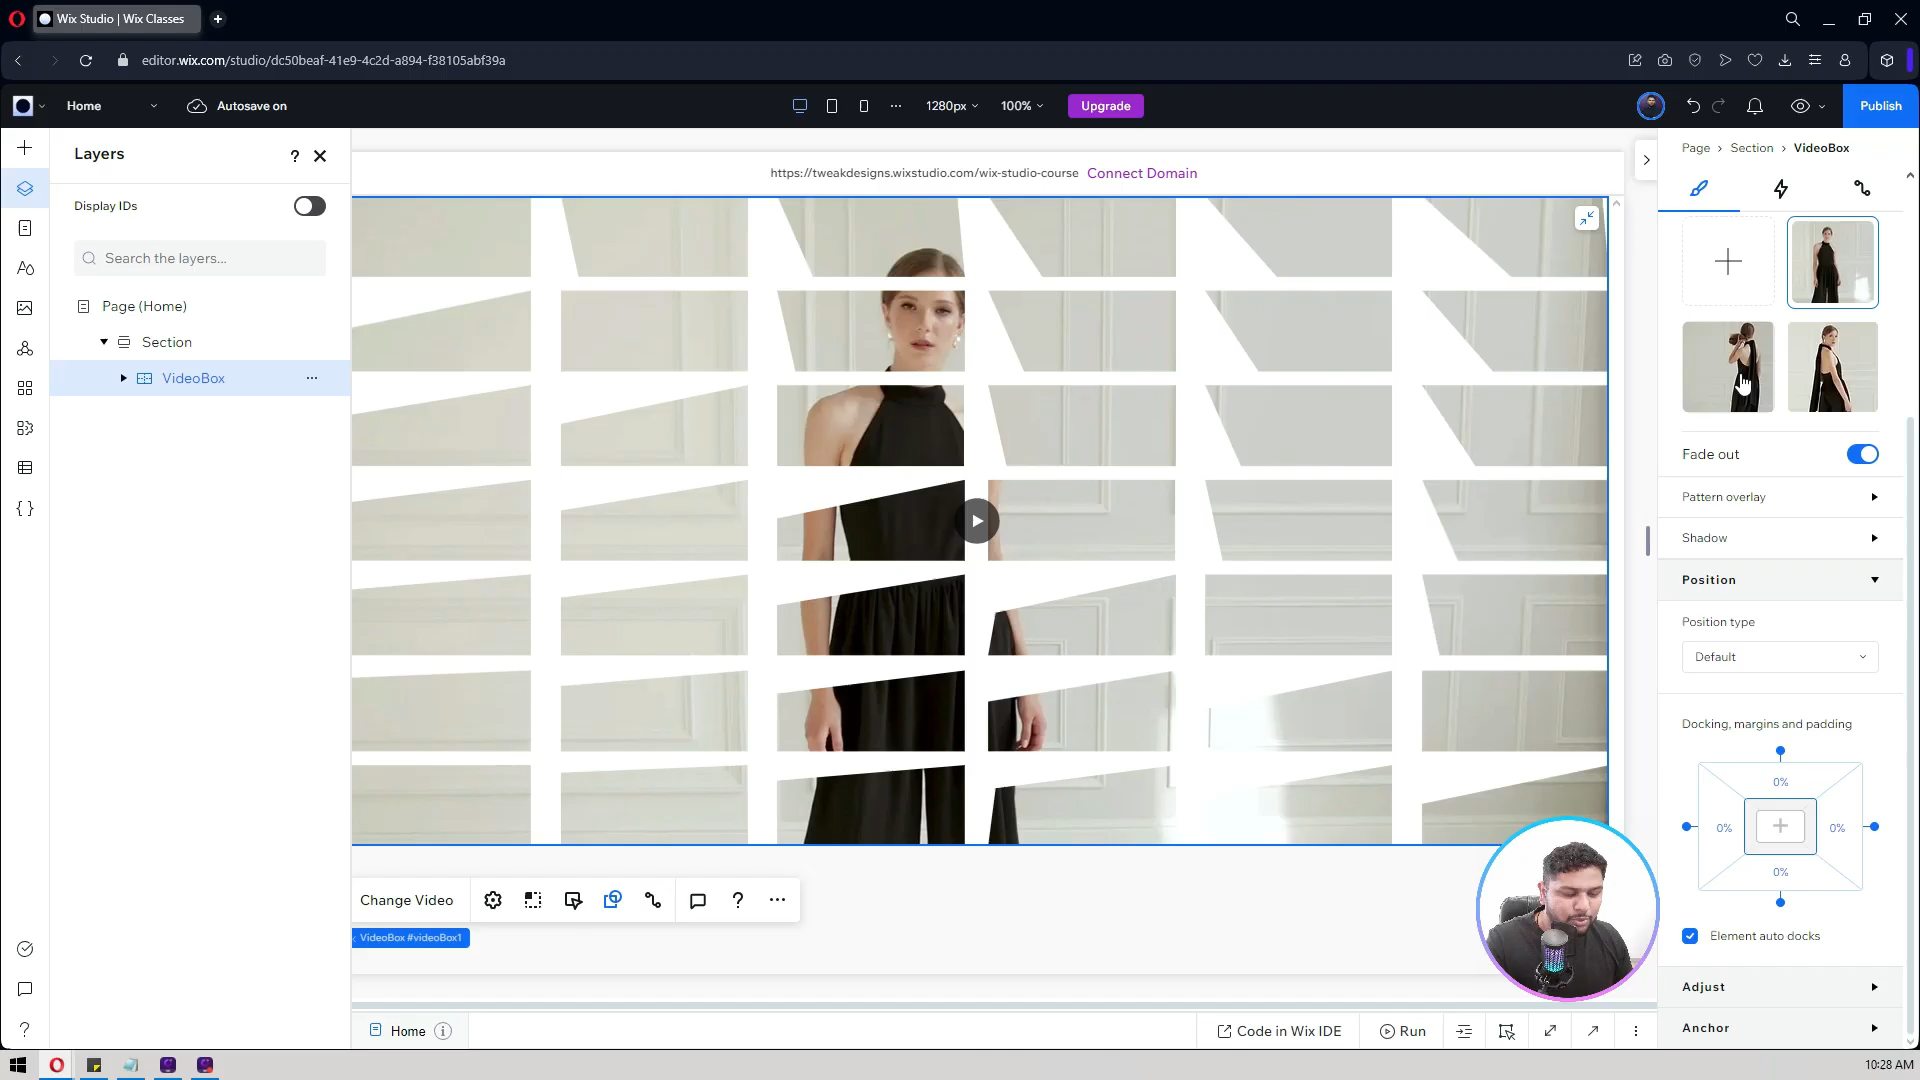 Wix Studio | Wix Classes
editor.wix.com/studio/dc50beaf-41e9-4c2d-a894-f38105abf39a
Home
Autosave on
1280px
100%
Upgrade
Publish
Layers
?
Display IDs
Search the layers...
Page (Home)
Section
VideoBox
https://tweakdesigns.wixstudio.com/wix-studio-course Connect Domain
Page > Section > VideoBox
Fade out
Pattern overlay
Shadow
Position
Position type
Default
Docking, margins and padding
0%
0%
0%
0%
Element auto docks
Adjust
Anchor
Change Video
?
VideoBox #videoBox1
Home
Code in Wix IDE
Run
?
10:28 AM